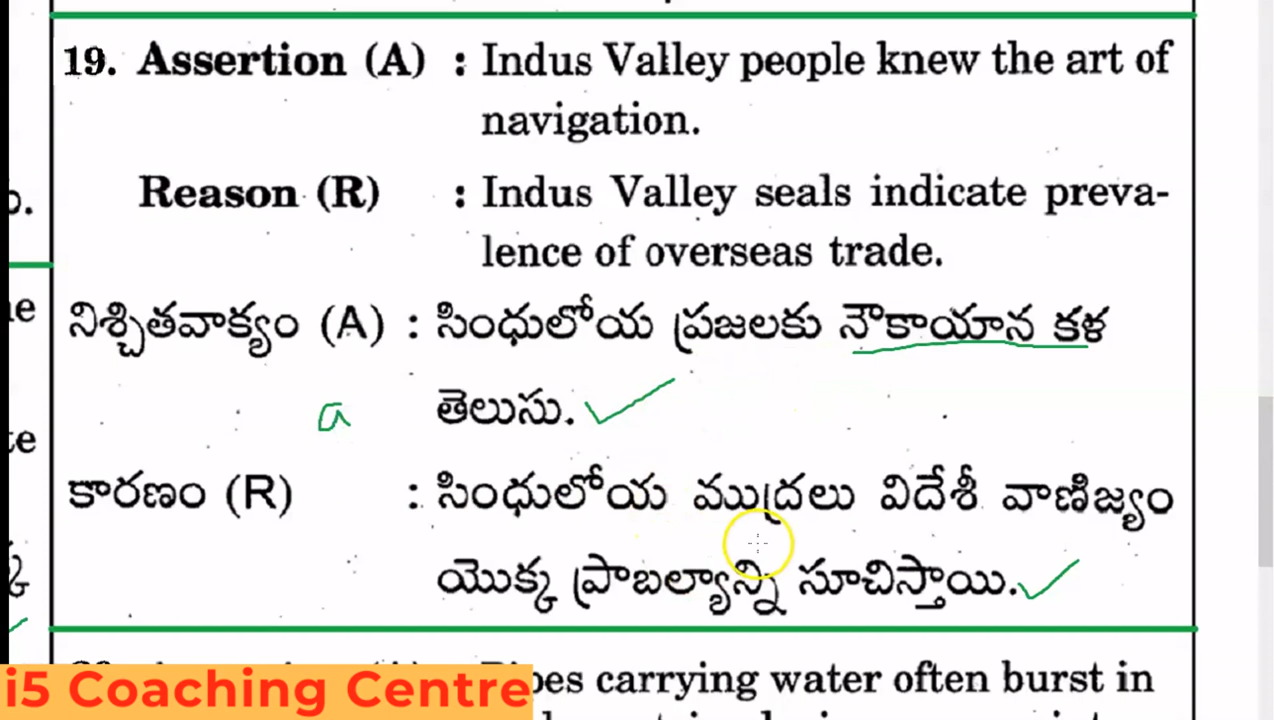 19. Assertion (A) : Indus Valley people knew the art of
navigation.
Reason (R) : Indus Valley seals indicate preva-
lence of overseas trade.
నిశ్చితవాక్యం (A) : సింధులోయ ప్రజలకు నౌకాయాన కళ
a తెలుసు.
కారణం (R) : సింధులోయ ముద్రలు విదేశీ వాణిజ్యం
యొక్క ప్రాబల్యాన్ని సూచిస్తాయి.
carrying water often burst in
i5 Coaching Centre